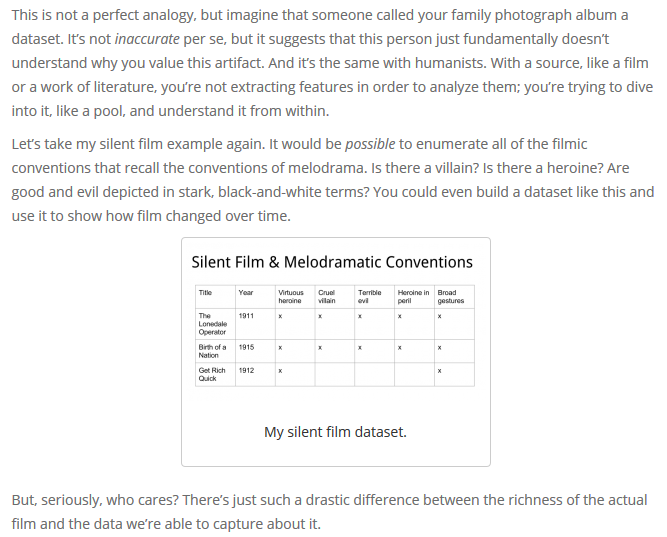 This is not a perfect analogy, but imagine that someone called your family photograph album a
dataset. It's not inaccurate per se, but it suggests that this person just fundamentally doesn't
understand why you value this artifact. And it's the same with humanists. With a source, like a film
or a work of literature, you're not extracting features in order to analyze them; you're trying to dive
into it, like a pool, and understand it from within.
Let's take my silent film example again. It would be possible to enumerate all of the filmic
conventions that recall the conventions of melodrama. Is there a villain? Is there a heroine? Are
good and evil depicted in stark, black-and-white terms? You could even build a dataset like this and
use it to show how film changed over time.
Silent Film & Melodramatic Conventions
Title Year Virtuous heroine Cruel villain Terrible evil Heroine in peril Broad gestures
The Lonedale Operator 1911 x x x x x
Birth of a Nation 1915 x x x x x
Get Rich Quick 1912 x x
My silent film dataset.
But, seriously, who cares? There's just such a drastic difference between the richness of the actual
film and the data we're able to capture about it.